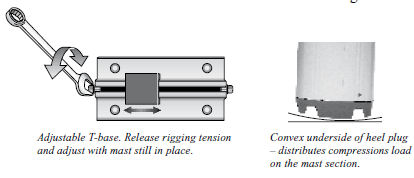 Adjustable T-base. Release rigging tension
and adjust with mast still in place.
Convex underside of heel plug
– distributes compressions load
on the mast section.